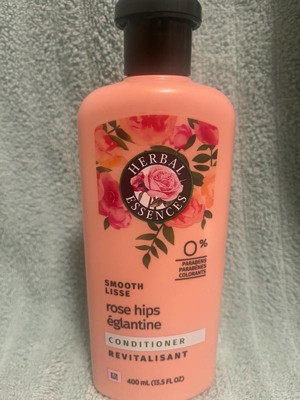 HERBAL
ESSENCES
0%
PARABENS
PARABÈNES
COLORANTS
SMOOTH
LISSE
rose hips
églantine
CONDITIONER
REVITALISANT
400 mL (13.5 FL OZ)